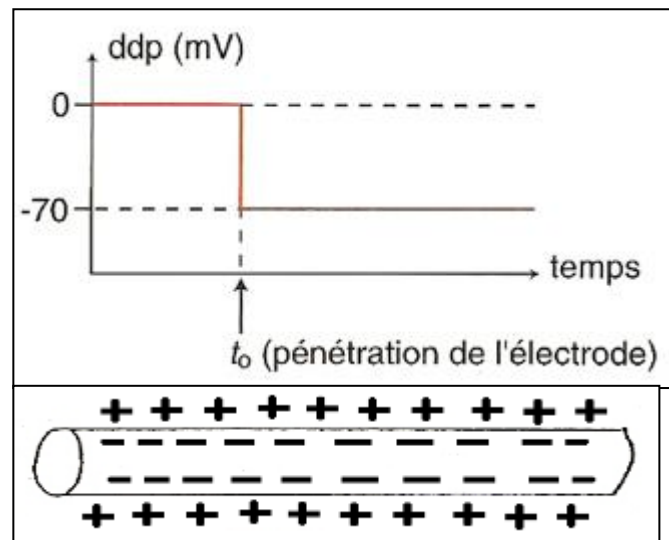 ddp (mV)
0
-70
temps
t₀ (pénétration de l'électrode)
+ + + + + + + + + +
− − − − − − − − −
− − − − − − − − −
+ + + + + + + + + +